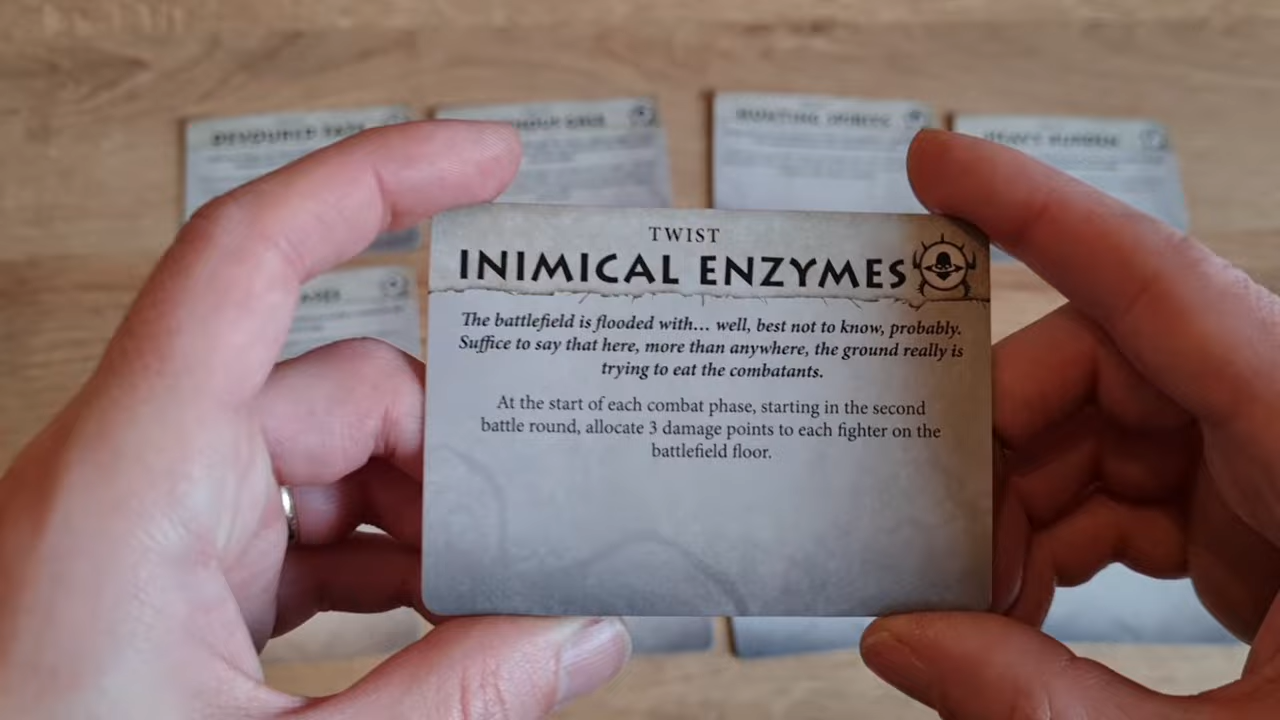 TWIST
INIMICAL ENZYMES
The battlefield is flooded with... well, best not to know, probably.
Suffice to say that here, more than anywhere, the ground really is
trying to eat the combatants.
At the start of each combat phase, starting in the second
battle round, allocate 3 damage points to each fighter on the
battlefield floor.